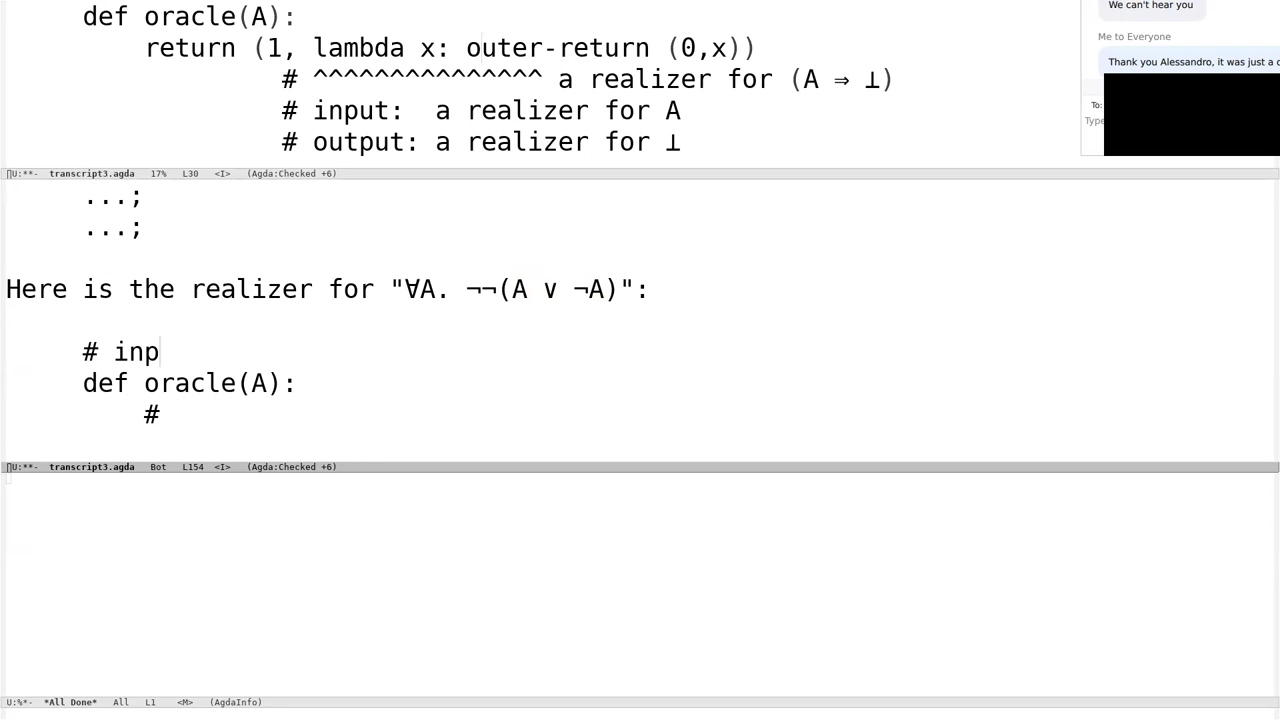 We can't hear you
Me to Everyone
Thank you Alessandro, it was just a
To:
Type
def oracle(A):
return (1, lambda x: outer-return (0,x))
# ^^^^^^^^^^^^^^^ a realizer for (A ⇒ ⊥)
# input:  a realizer for A
# output: a realizer for ⊥
U:**-  transcript3.agda   17%   L30   <I>   (Agda:Checked +6)
...;
...;
Here is the realizer for "∀A. ¬¬(A ∨ ¬A)":
# inp
def oracle(A):
#
U:**-  transcript3.agda   Bot   L154  <I>   (Agda:Checked +6)
U:%*-  *All Done*   All   L1    <M>   (AgdaInfo)